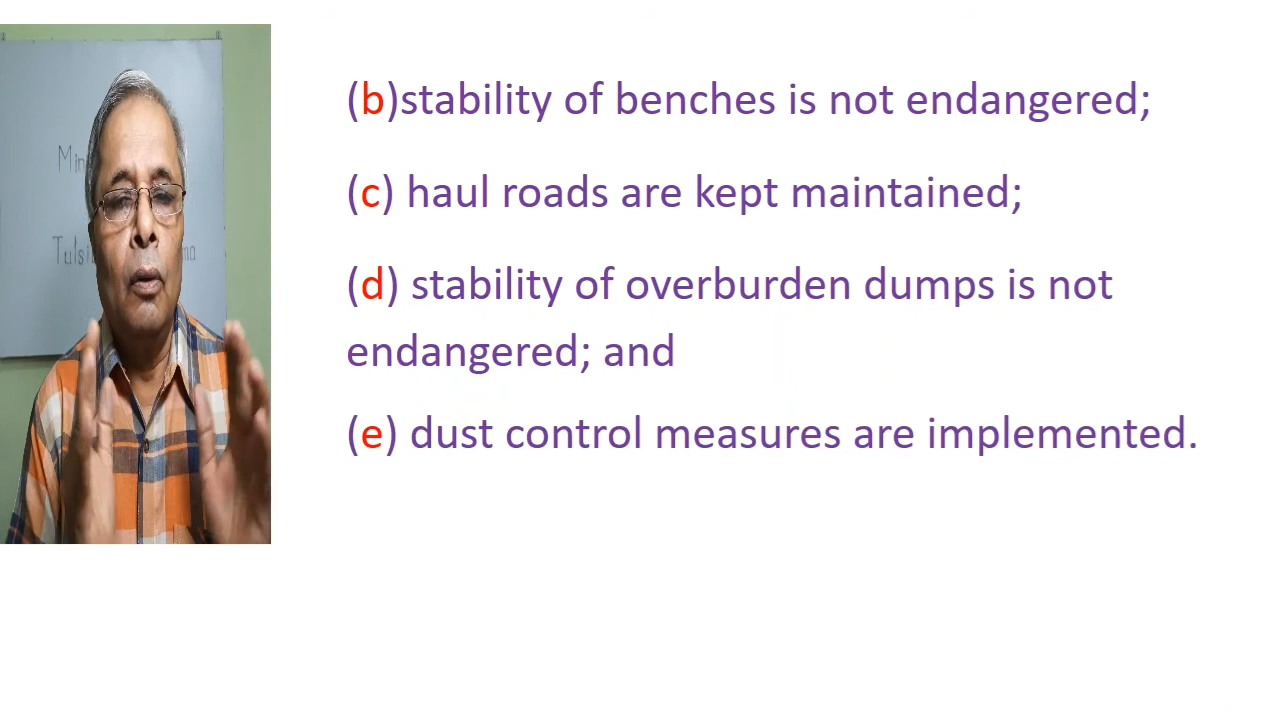 (b)stability of benches is not endangered;
(c) haul roads are kept maintained;
(d) stability of overburden dumps is not
endangered; and
(e) dust control measures are implemented.